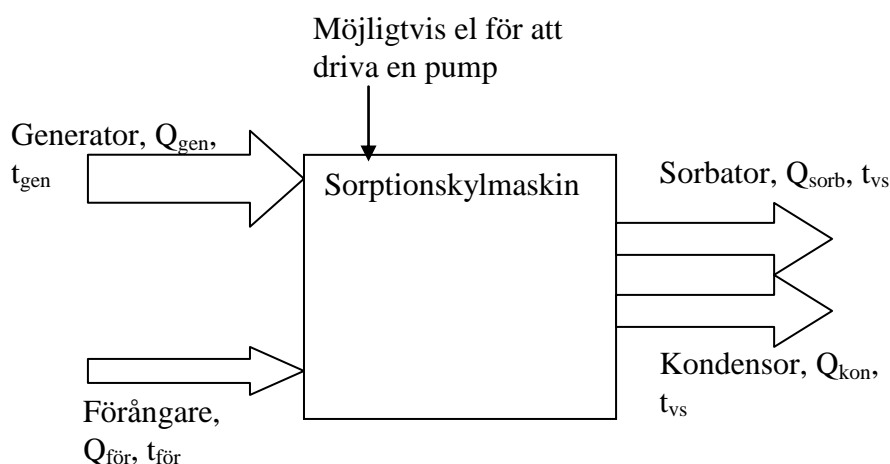 Möjligtvis el för att
driva en pump
Generator, Qgen,
tgen
Sorptionskylmaskin
Sorbator, Qsorb, tvs
Förångare,
Qför, tför
Kondensor, Qkon,
tvs